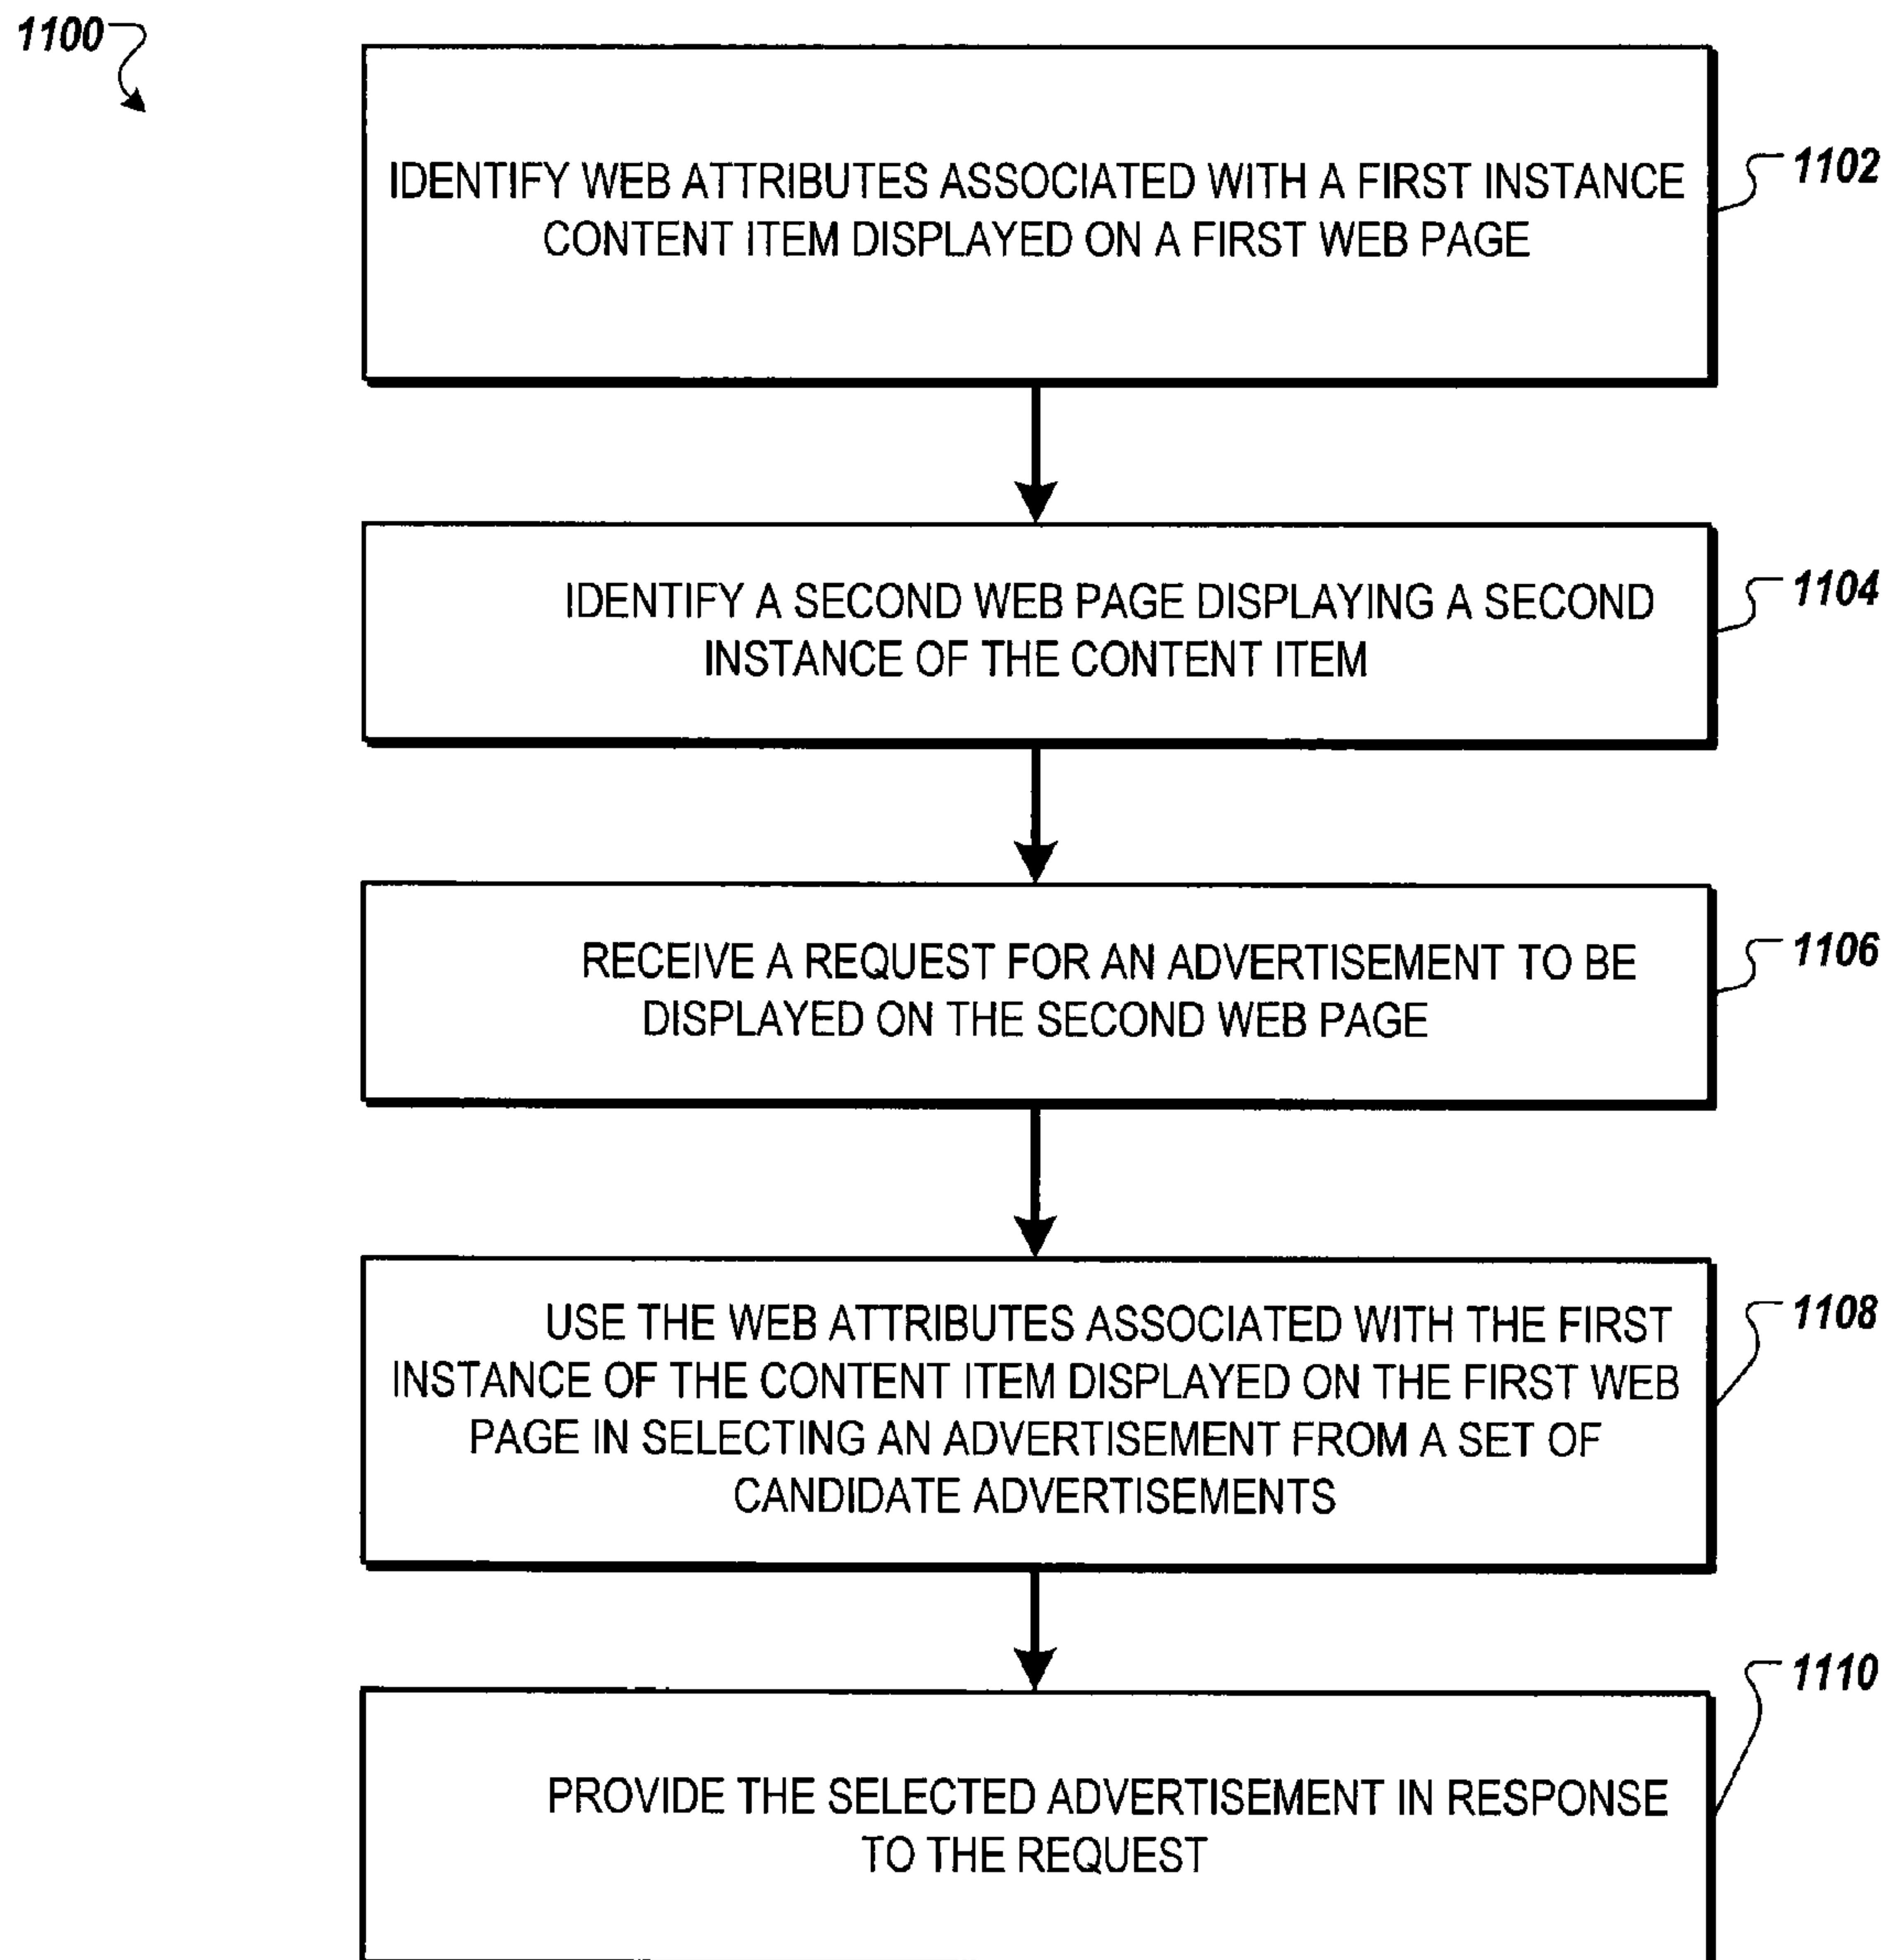 1100
IDENTIFY WEB ATTRIBUTES ASSOCIATED WITH A FIRST INSTANCE
CONTENT ITEM DISPLAYED ON A FIRST WEB PAGE
1102
IDENTIFY A SECOND WEB PAGE DISPLAYING A SECOND
INSTANCE OF THE CONTENT ITEM
1104
RECEIVE A REQUEST FOR AN ADVERTISEMENT TO BE
DISPLAYED ON THE SECOND WEB PAGE
1106
USE THE WEB ATTRIBUTES ASSOCIATED WITH THE FIRST
INSTANCE OF THE CONTENT ITEM DISPLAYED ON THE FIRST WEB
PAGE IN SELECTING AN ADVERTISEMENT FROM A SET OF
CANDIDATE ADVERTISEMENTS
1108
PROVIDE THE SELECTED ADVERTISEMENT IN RESPONSE
TO THE REQUEST
1110